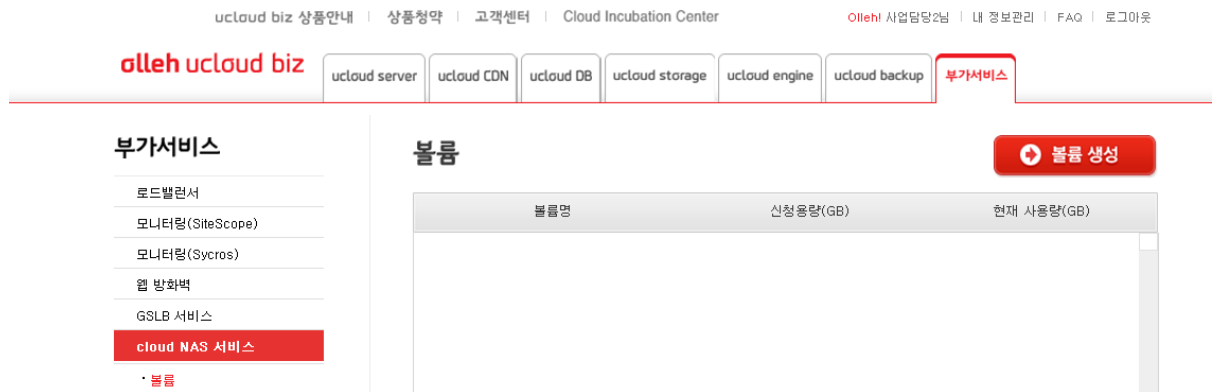 ucloud biz 상품안내 | 상품청약 | 고객센터 | Cloud Incubation Center Olleh! 사업담당2님 | 내 정보관리 | FAQ | 로그아웃
olleh ucloud biz ucloud server ucloud CDN ucloud DB ucloud storage ucloud engine ucloud backup 부가서비스
부가서비스
로드밸런서
모니터링(SiteScope)
모니터링(Sycros)
웹 방화벽
GSLB 서비스
cloud NAS 서비스
· 볼륨
볼륨 볼륨 생성
볼륨명 신청용량(GB) 현재 사용량(GB)